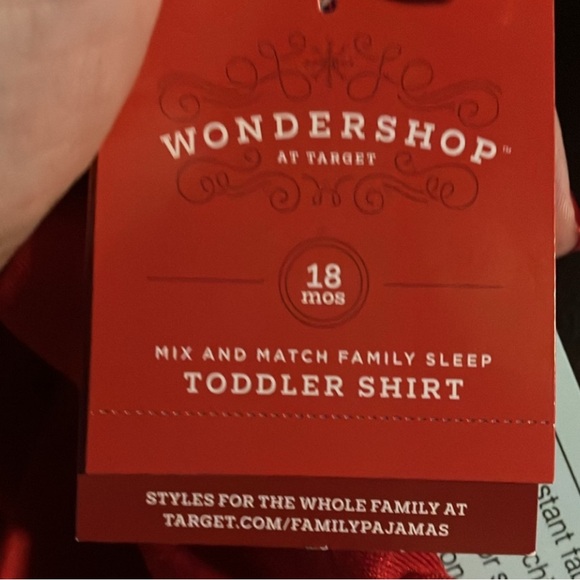 WONDERSHOP™
AT TARGET
18
mos
MIX AND MATCH FAMILY SLEEP
TODDLER SHIRT
STYLES FOR THE WHOLE FAMILY AT
TARGET.COM/FAMILYPAJAMAS